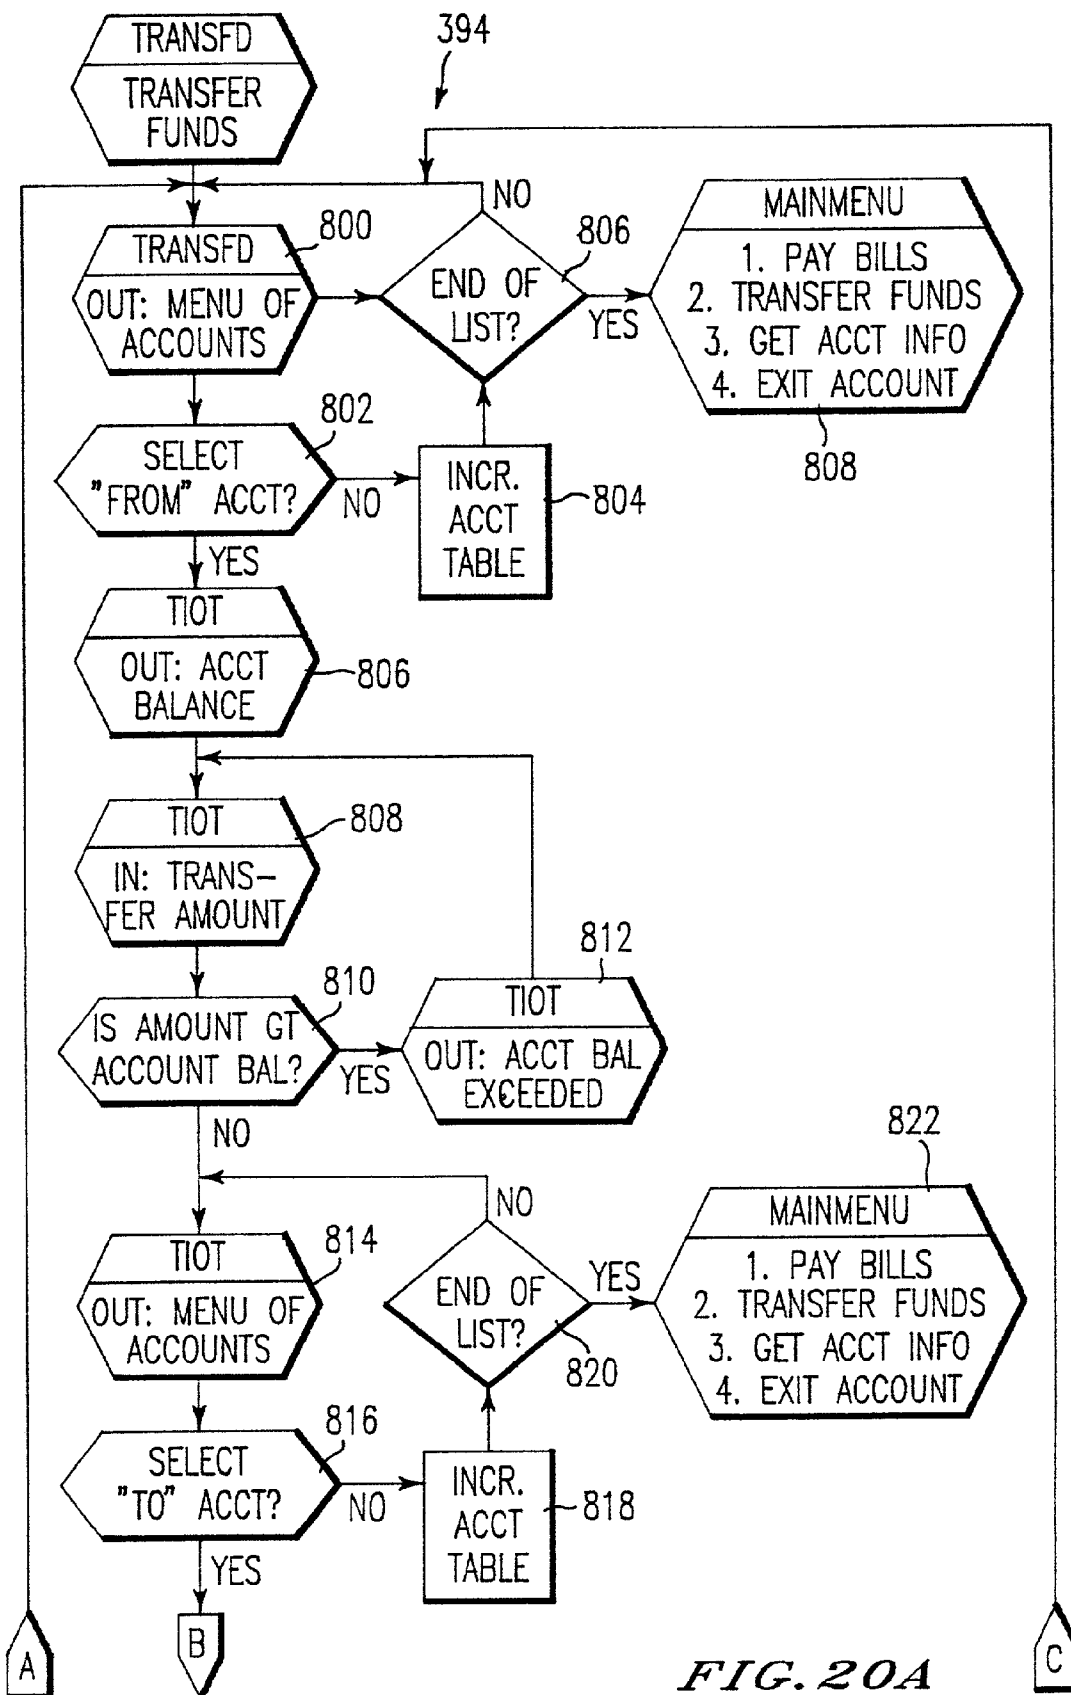 TRANSFD
TRANSFER
FUNDS
394
TRANSFD
OUT: MENU OF
ACCOUNTS
800
NO
END OF
LIST?
806
YES
MAINMENU
1. PAY BILLS
2. TRANSFER FUNDS
3. GET ACCT INFO
4. EXIT ACCOUNT
808
SELECT
"FROM" ACCT?
802
NO
INCR.
ACCT
TABLE
804
YES
TIOT
OUT: ACCT
BALANCE
806
TIOT
IN: TRANS-
FER AMOUNT
808
IS AMOUNT GT
ACCOUNT BAL?
810
YES
812
TIOT
OUT: ACCT BAL
EXCEEDED
NO
TIOT
OUT: MENU OF
ACCOUNTS
814
NO
END OF
LIST?
820
YES
822
MAINMENU
1. PAY BILLS
2. TRANSFER FUNDS
3. GET ACCT INFO
4. EXIT ACCOUNT
SELECT
"TO" ACCT?
816
NO
INCR.
ACCT
TABLE
818
YES
A
B
C
FIG. 20A